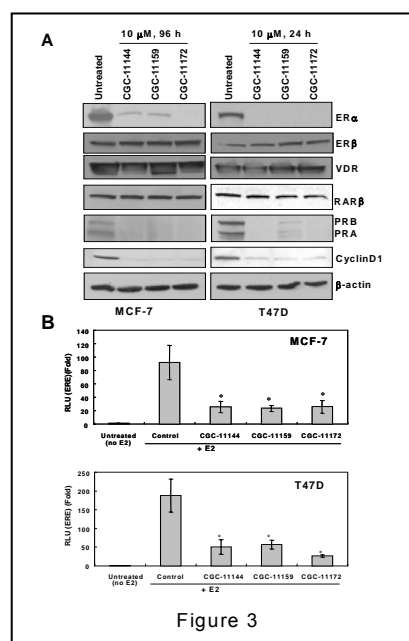 A
10 µM, 96 h
10 µM, 24 h
Untreated
CGC-11144
CGC-11159
CGC-11172
Untreated
CGC-11144
CGC-11159
CGC-11172
ERα
ERβ
VDR
RARβ
PRB
PRA
CyclinD1
β-actin
MCF-7
T47D
B
MCF-7
RLU (ERE)(Fold)
140
120
100
80
60
40
20
0
Untreated
(no E2)
Control
CGC-11144
CGC-11159
CGC-11172
+ E2
T47D
RLU (ERE) (Fold)
250
200
150
100
50
0
Untreated
(no E2)
Control
CGC-11144
CGC-11159
CGC-11172
+ E2
Figure 3